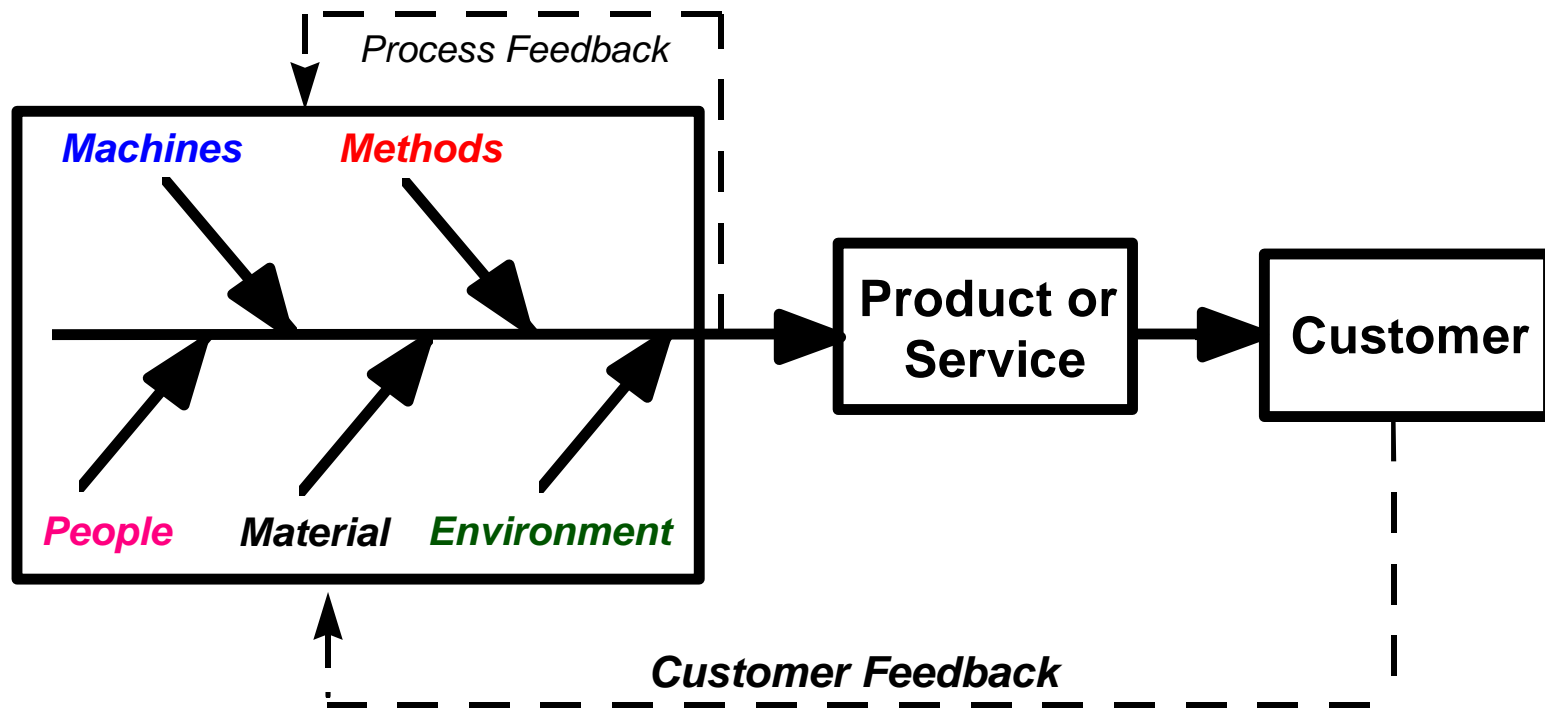 Process Feedback
Machines
Methods
Product or
Service
Customer
People
Material
Environment
Customer Feedback